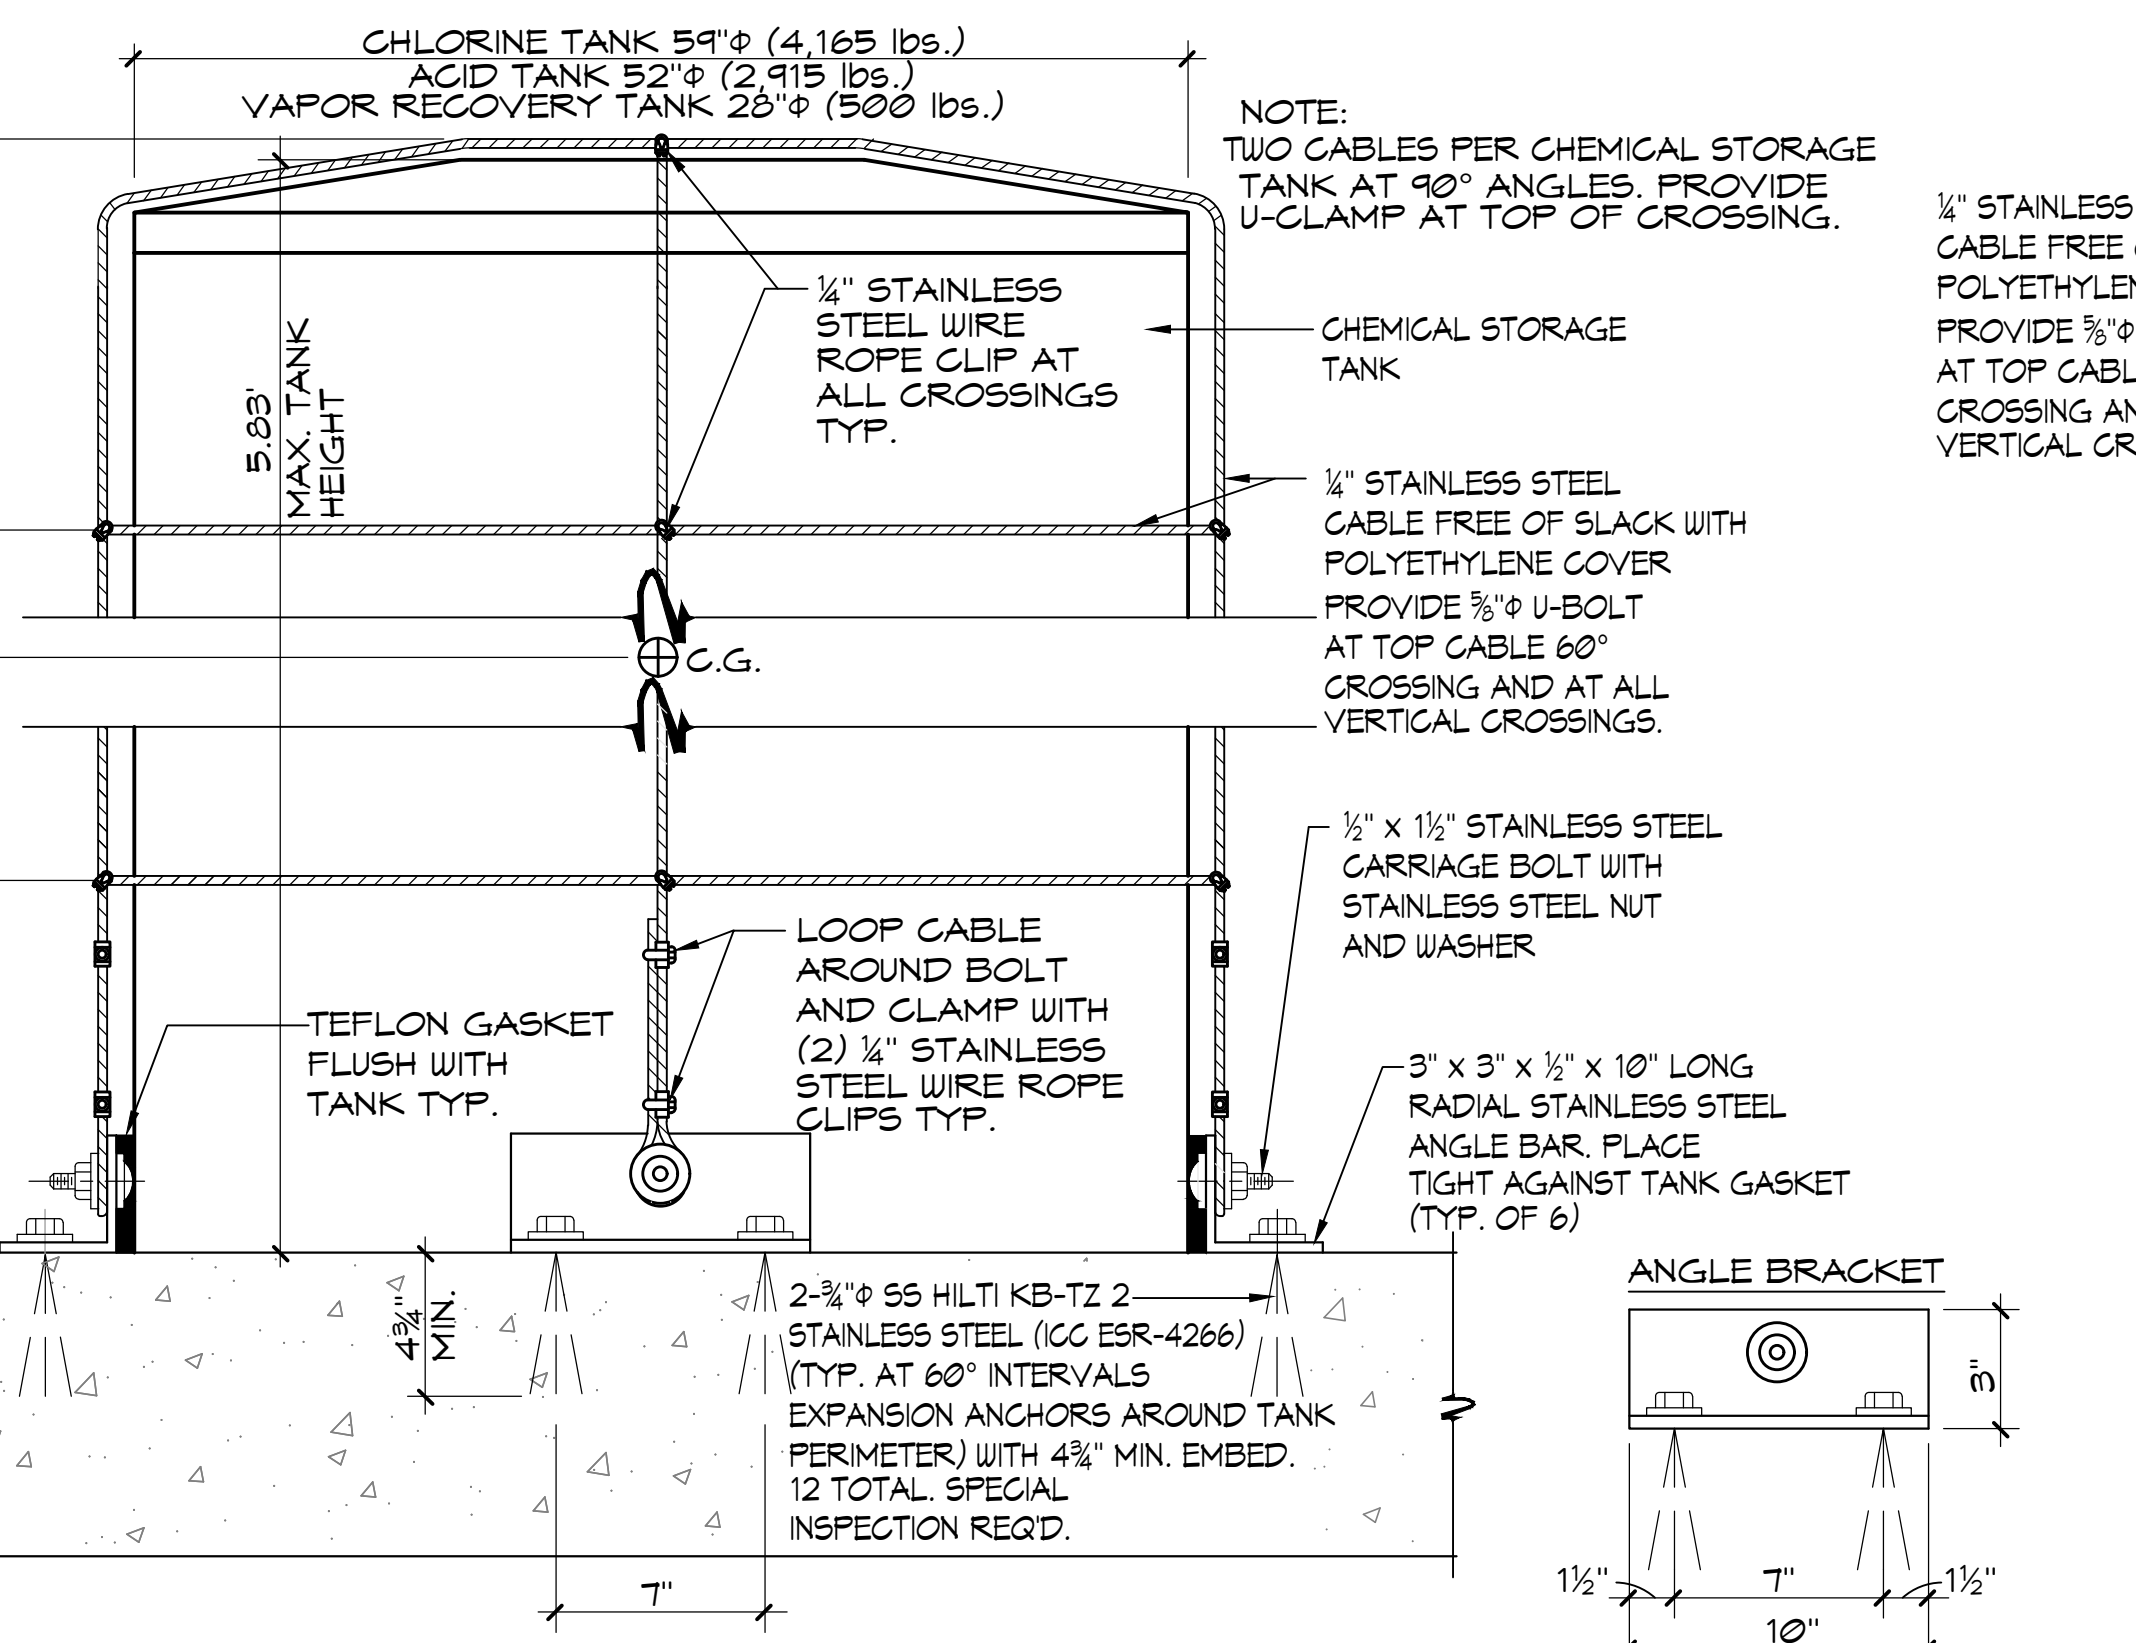 CHLORINE TANK 59"Φ (4,165 lbs.)
ACID TANK 52"Φ (2,915 lbs.)
VAPOR RECOVERY TANK 28"Φ (500 lbs.)
NOTE:
TWO CABLES PER CHEMICAL STORAGE
TANK AT 90° ANGLES. PROVIDE
U-CLAMP AT TOP OF CROSSING.
¼" STAINLESS
STEEL WIRE
ROPE CLIP AT
ALL CROSSINGS
TYP.
5.83'
MAX. TANK
HEIGHT
CHEMICAL STORAGE
TANK
¼" STAINLESS STEEL
CABLE FREE OF SLACK WITH
POLYETHYLENE COVER
PROVIDE ⅝"Φ U-BOLT
AT TOP CABLE 60°
CROSSING AND AT ALL
VERTICAL CROSSINGS.
¼" STAINLESS
CABLE FREE
POLYETHYLEN
PROVIDE ⅝"Φ
AT TOP CABL
CROSSING AN
VERTICAL CR
C.G.
½" X 1½" STAINLESS STEEL
CARRIAGE BOLT WITH
STAINLESS STEEL NUT
AND WASHER
LOOP CABLE
AROUND BOLT
AND CLAMP WITH
(2) ¼" STAINLESS
STEEL WIRE ROPE
CLIPS TYP.
TEFLON GASKET
FLUSH WITH
TANK TYP.
3" X 3" X ½" X 10" LONG
RADIAL STAINLESS STEEL
ANGLE BAR. PLACE
TIGHT AGAINST TANK GASKET
(TYP. OF 6)
4¾"
MIN.
2-¾"Φ SS HILTI KB-TZ 2
STAINLESS STEEL (ICC ESR-4266)
(TYP. AT 60° INTERVALS
EXPANSION ANCHORS AROUND TANK
PERIMETER) WITH 4¾" MIN. EMBED.
12 TOTAL. SPECIAL
INSPECTION REQ'D.
7"
ANGLE BRACKET
3"
1½"
7"
1½"
10"